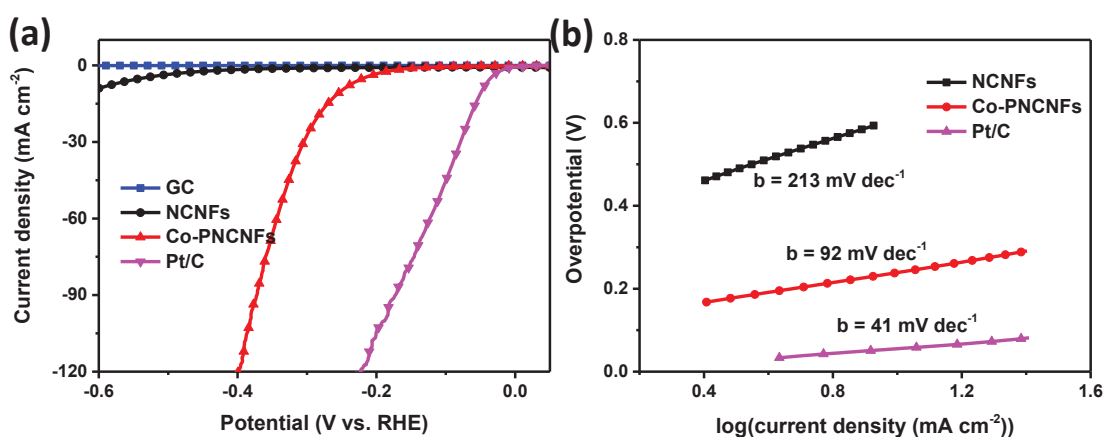 (a)
0
-30
-60
-90
-120
Current density (mA cm⁻²)
GC
NCNFs
Co-PNCNFs
Pt/C
-0.6
-0.4
-0.2
0.0
Potential (V vs. RHE)
(b)
0.8
0.6
0.4
0.2
0.0
Overpotential (V)
NCNFs
Co-PNCNFs
Pt/C
b = 213 mV dec⁻¹
b = 92 mV dec⁻¹
b = 41 mV dec⁻¹
0.4
0.8
1.2
1.6
log(current density (mA cm⁻²))